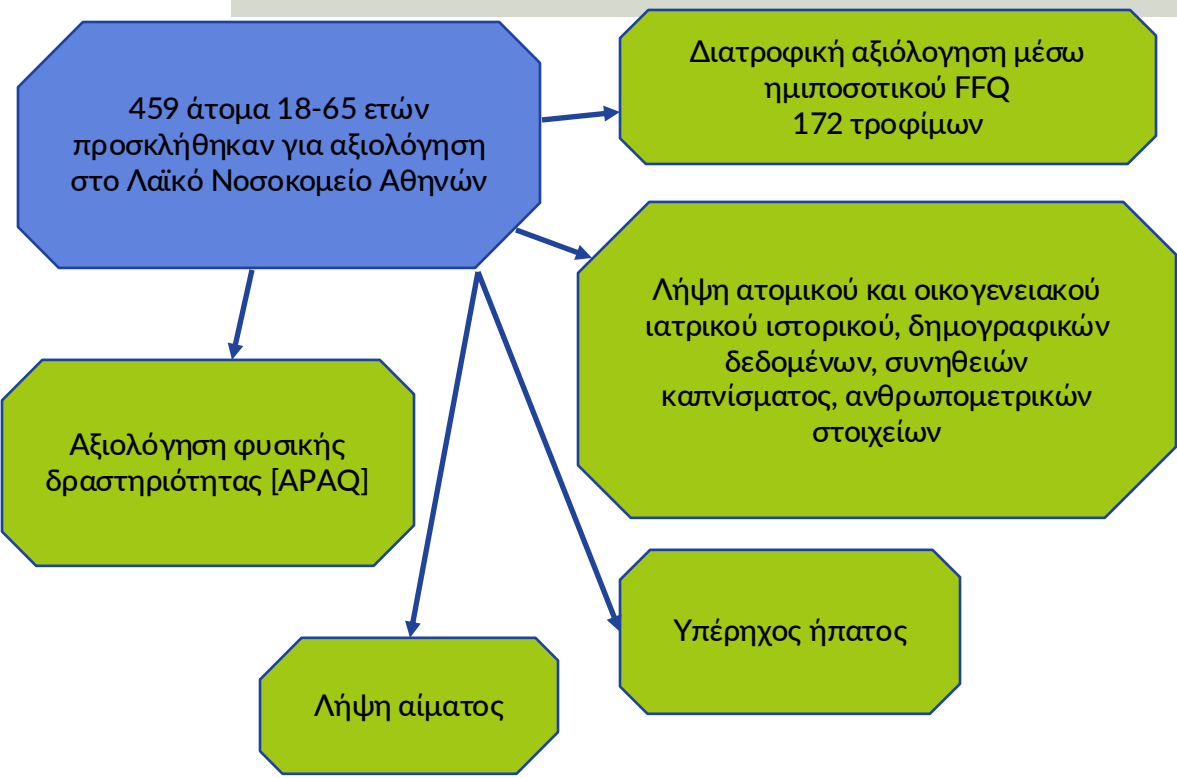 459 άτομα 18-65 ετών
προσκλήθηκαν για αξιολόγηση
στο Λαϊκό Νοσοκομείο Αθηνών
Διατροφική αξιόλογηση μέσω
ημιποσοτικού FFQ
172 τροφίμων
Λήψη ατομικού και οικογενειακού
ιατρικού ιστορικού, δημογραφικών
δεδομένων, συνηθειών
καπνίσματος, ανθρωπομετρικών
στοιχείων
Αξιολόγηση φυσικής
δραστηριότητας [APAQ]
Υπέρηχος ήπατος
Λήψη αίματος